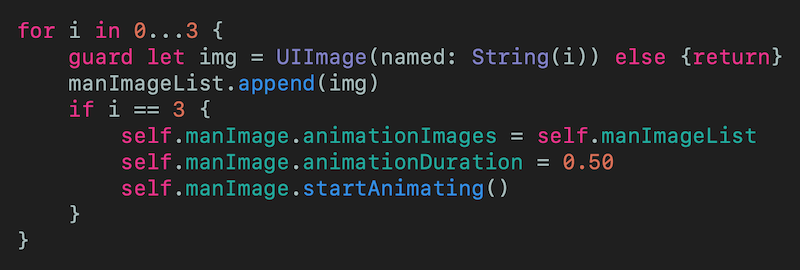 for i in 0...3 {
    guard let img = UIImage(named: String(i)) else {return}
    manImageList.append(img)
    if i == 3 {
        self.manImage.animationImages = self.manImageList
        self.manImage.animationDuration = 0.50
        self.manImage.startAnimating()
    }
}